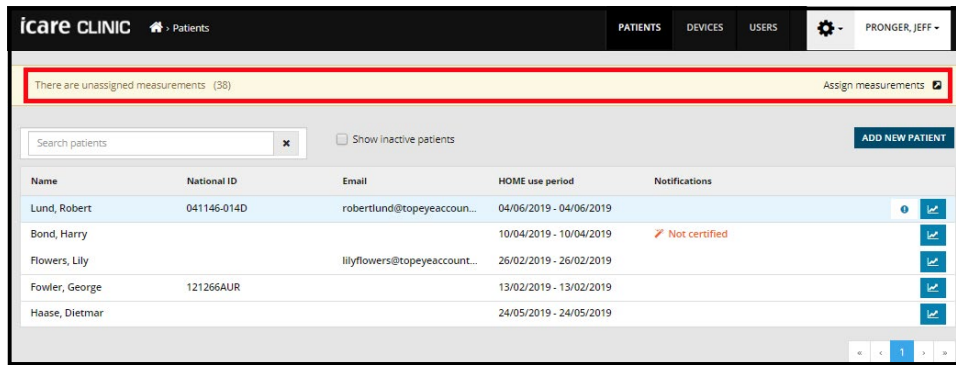 icare CLINIC > Patients PATIENTS DEVICES USERS PRONGER, JEFF
There are unassigned measurements (38) Assign measurements
Search patients Show inactive patients ADD NEW PATIENT
Name National ID Email HOME use period Notifications
Lund, Robert 041146-014D robertlund@topeyeaccoun... 04/06/2019 - 04/06/2019
Bond, Harry 10/04/2019 - 10/04/2019 Not certified
Flowers, Lily lilyflowers@topeyeaccount... 26/02/2019 - 26/02/2019
Fowler, George 121266AUR 13/02/2019 - 13/02/2019
Haase, Dietmar 24/05/2019 - 24/05/2019
« ‹ 1 › »